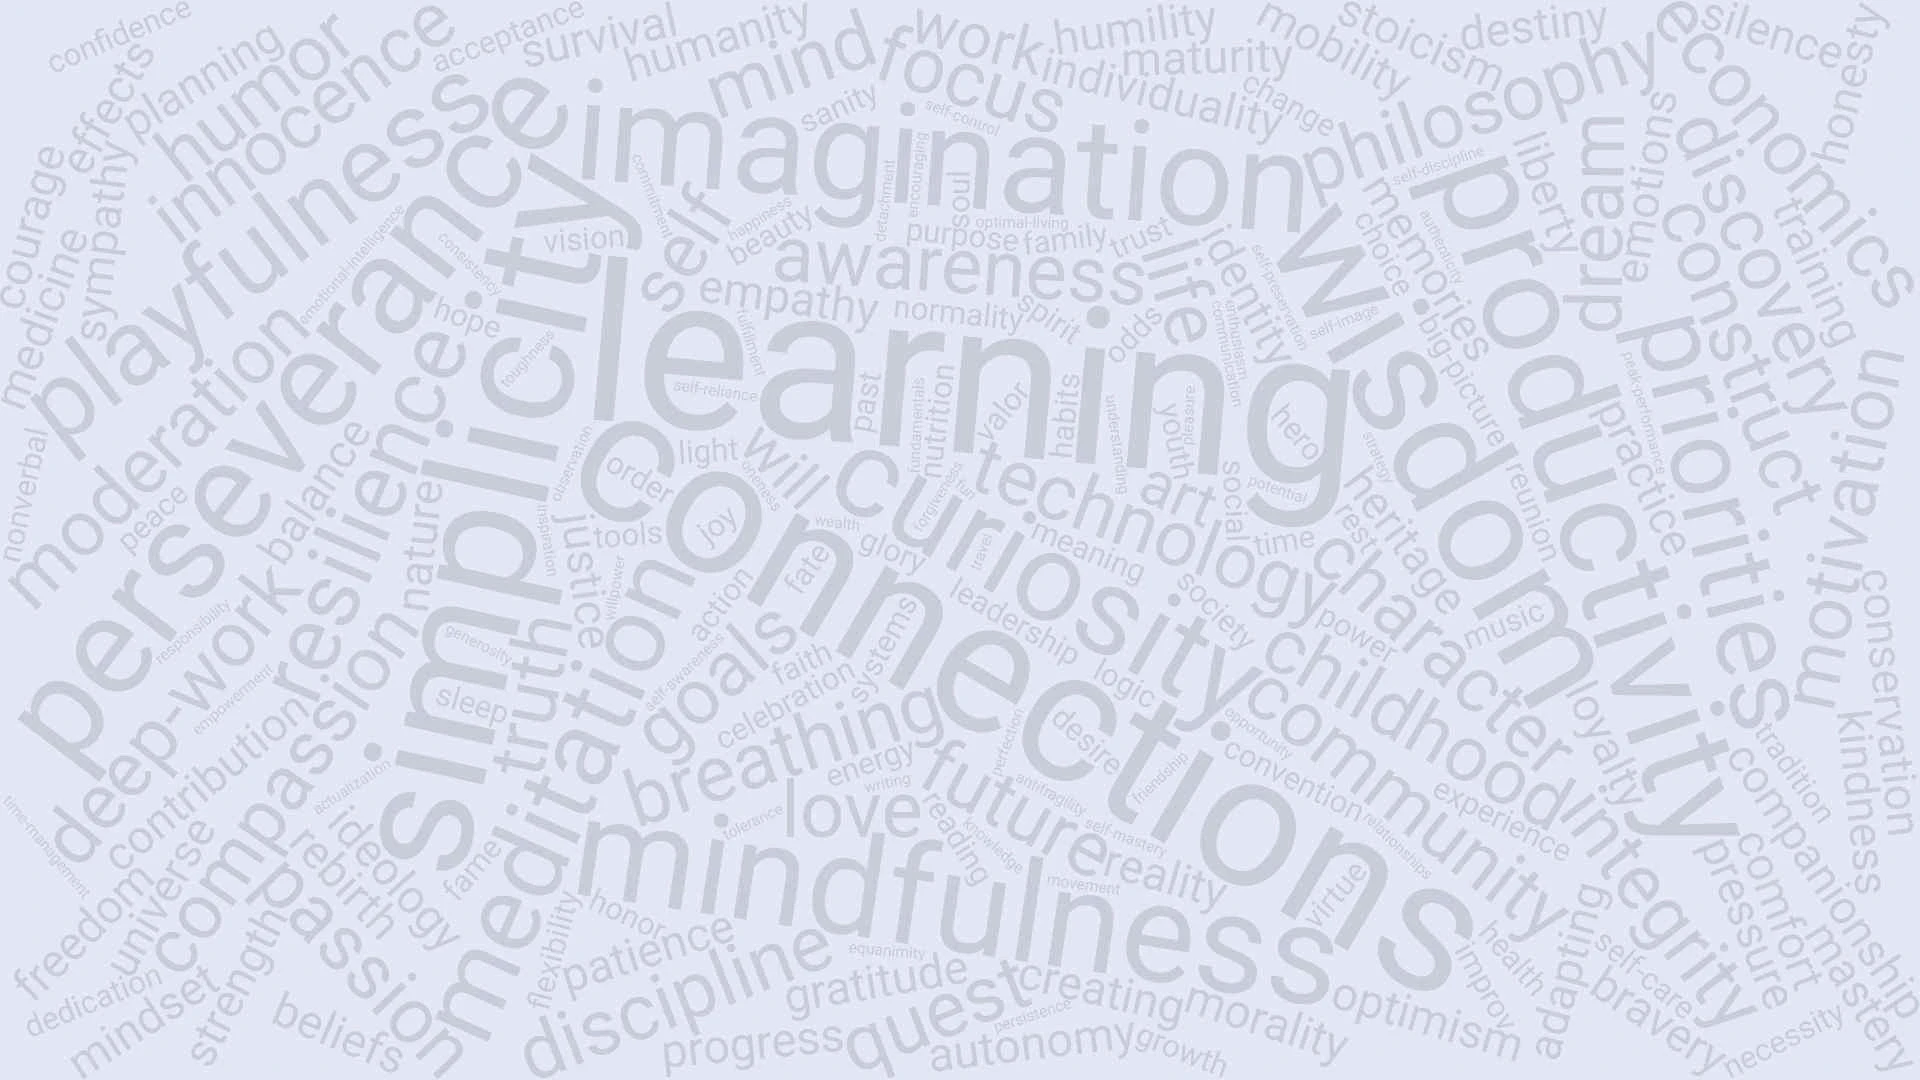 confidence
acceptance
survival
humanity
mind
work
focus
humility
maturity
individuality
mobility
stoicism
destiny
economics
silence
honesty
effects
planning
humor
innocence
playfulness
perseverance
imagination
sanity
self-control
change
philosophy
self-discipline
liberty
dream
emotions
discovery
construct
training
courage
sympathy
medicine
emotional-intelligence
consistency
simplicity
vision
commitment
self
happiness
beauty
detachment
encouraging
soul
optimal-living
purpose
family
trust
awareness
empathy
normality
spirit
life
identity
self-preservation
wisdom
memories
choice
authenticity
productivity
self-image
big-picture
priorities
peak-performance
practice
motivation
moderation
hope
resilience
toughness
learning
fulfillment
self-reliance
past
fundamentals
nutrition
valor
habits
odds
understanding
enthusiasm
communication
youth
pleasure
hero
strategy
nonverbal
peace
balance
nature
observation
inspiration
connections
order
light
will
oneness
curiosity
forgiveness
fun
technology
art
social
potential
heritage
rest
time
reunion
joy
tools
justice
willpower
wealth
glory
travel
meaning
fate
action
systems
leadership
society
character
power
music
conservation
deep-work
responsibility
empowerment
generosity
truth
meditation
self-awareness
goals
faith
celebration
logic
childhood
community
opportunity
loyalty
tradition
companionship
kindness
contribution
compassion
sleep
actualization
breathing
energy
writing
future
perfection
desire
friendship
convention
relationships
experience
integrity
time-management
freedom
universe
rebirth
ideology
fame
passion
love
tolerance
mindfulness
reading
knowledge
antifragility
self-mastery
reality
movement
virtue
pressure
comfort
mastery
dedication
mindset
strength
beliefs
flexibility
honor
patience
discipline
equanimity
gratitude
quest
progress
persistence
creating
autonomy
morality
growth
optimism
improv
health
adapting
self-care
bravery
necessity